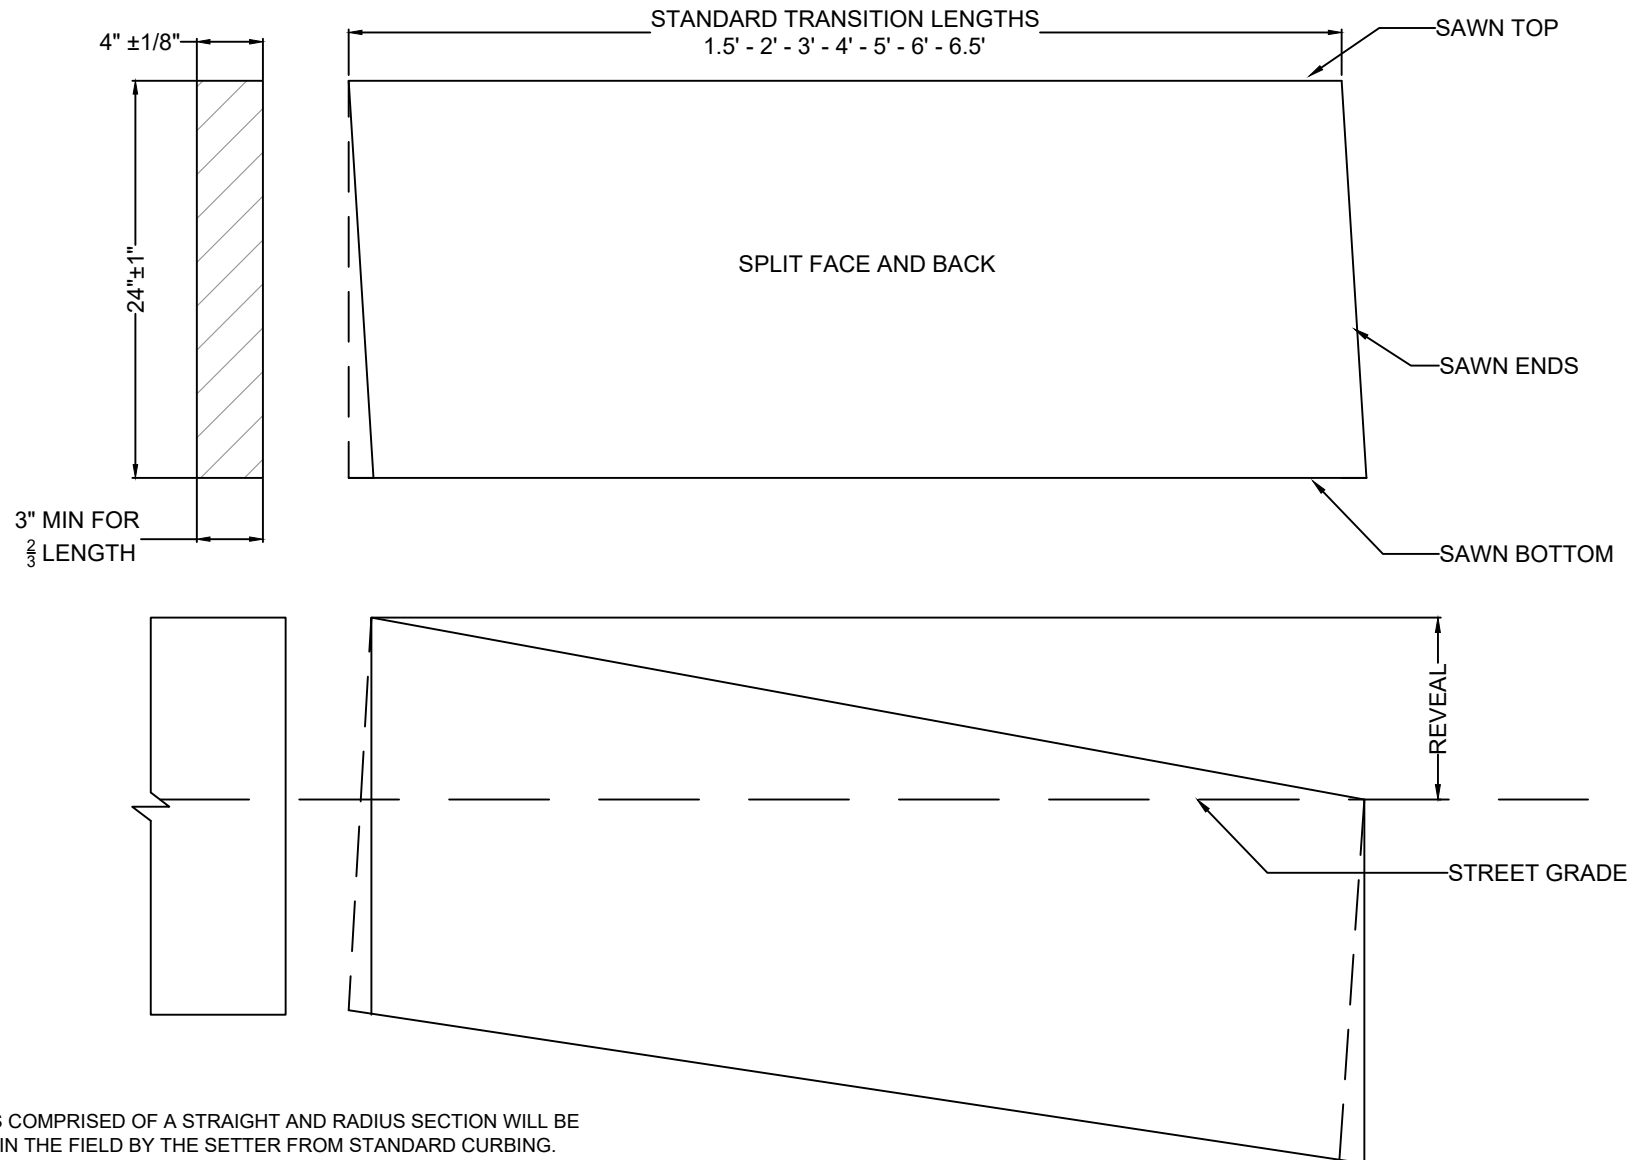 STANDARD TRANSITION LENGTHS
1.5' - 2' - 3' - 4' - 5' - 6' - 6.5'
4" ±1/8"
SAWN TOP
24"±1"
SPLIT FACE AND BACK
SAWN ENDS
3" MIN FOR
2/3 LENGTH
SAWN BOTTOM
REVEAL
STREET GRADE
COMPRISED OF A STRAIGHT AND RADIUS SECTION WILL BE
IN THE FIELD BY THE SETTER FROM STANDARD CURBING.